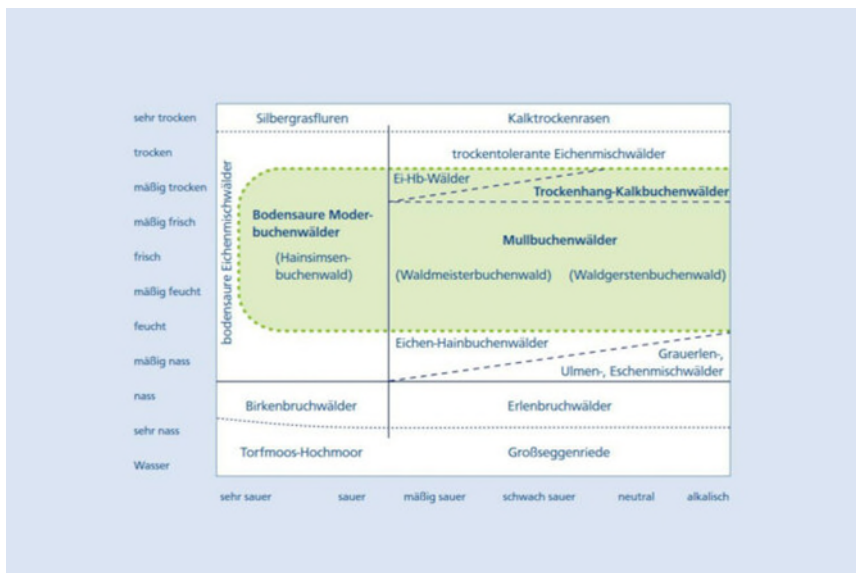 sehr trocken
Silbergrasfluren
Kalktrockenrasen
trocken
trockentolerante Eichenmischwälder
mäßig trocken
Ei-Hb-Wälder
Trockenhang-Kalkbuchenwälder
bodensaure Eichenmischwälder
mäßig frisch
Bodensaure Moder-
buchenwälder
Mullbuchenwälder
frisch
(Hainsimsen-
buchenwald)
(Waldmeisterbuchenwald)
(Waldgerstenbuchenwald)
mäßig feucht
feucht
Eichen-Hainbuchenwälder
mäßig nass
Grauerlen-,
Ulmen-, Eschenmischwälder
nass
Birkenbruchwälder
Erlenbruchwälder
sehr nass
Torfmoos-Hochmoor
Großseggenriede
Wasser
sehr sauer
sauer
mäßig sauer
schwach sauer
neutral
alkalisch